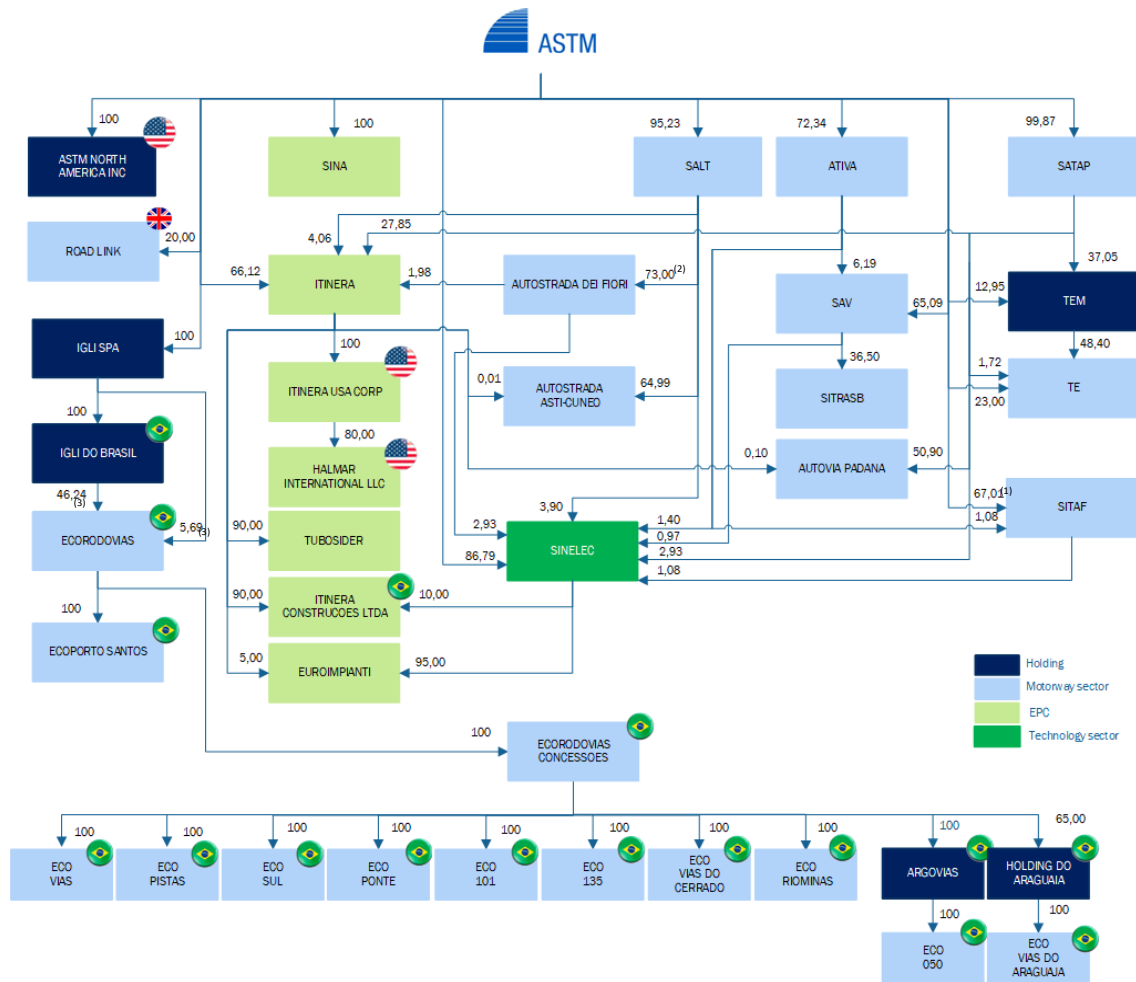 ASTM
100
100
95,23
72,34
99,87
ASTM NORTH
AMERICA INC
SINA
SALT
ATIVA
SATAP
ROAD LINK
20,00
4,06
27,85
66,12
ITINERA
1,98
AUTOSTRADA DEI FIORI
73,00(2)
6,19
37,05
SAV
65,09
12,95
TEM
IGLI SPA
100
100
48,40
ITINERA USA CORP
0,01
AUTOSTRADA
ASTI-CUNEO
64,99
36,50
SITRASB
1,72
23,00
TE
100
80,00
IGLI DO BRASIL
HALMAR
INTERNATIONAL LLC
0,10
AUTOVIA PADANA
50,90
46,24
(3)
67,01(1)
SITAF
ECORODOVIAS
5,69(3)
90,00
TUBOSIDER
3,90
2,93
86,79
SINELEC
1,40
0,97
2,93
1,08
1,08
100
90,00
ITINERA
CONSTRUCOES LTDA
10,00
ECOPORTO SANTOS
5,00
EUROIMPIANTI
95,00
Holding
Motorway sector
EPC
Technology sector
100
ECORODOVIAS
CONCESSOES
100
100
100
100
100
100
100
100
100
65,00
ECO
VIAS
ECO
PISTAS
ECO
SUL
ECO
PONTE
ECO
101
ECO
135
ECO
VIAS DO
CERRADO
ECO
RIOMINAS
ARGOVIAS
HOLDING DO
ARAGUAIA
100
100
ECO
050
ECO
VIAS DO
ARAGUAJA